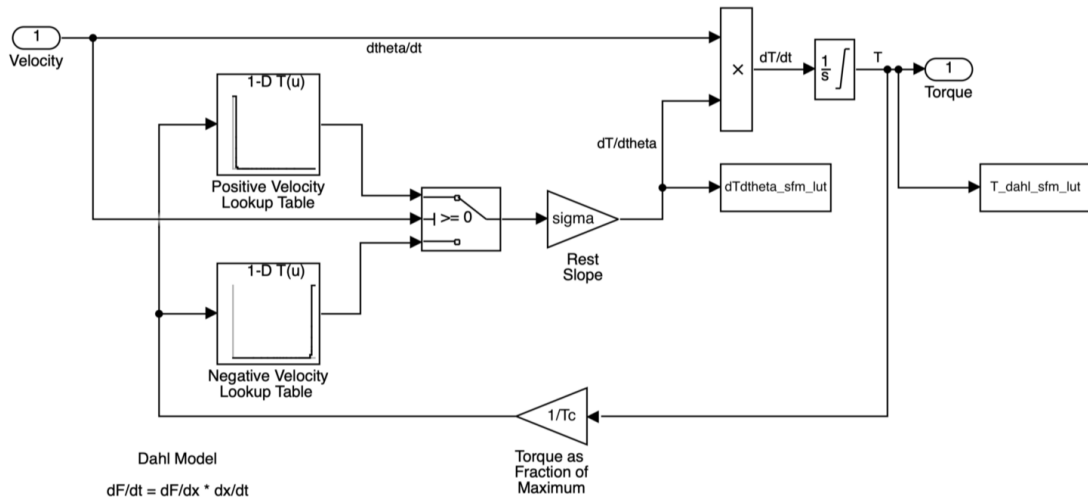 1
Velocity
dtheta/dt
1-D T(u)
Positive Velocity
Lookup Table
1-D T(u)
Negative Velocity
Lookup Table
>= 0
sigma
Rest
Slope
dT/dtheta
×
dT/dt
1
s
T
1
Torque
dTdtheta_sfm_lut
T_dahl_sfm_lut
1/Tc
Torque as
Fraction of
Maximum
Dahl Model
dF/dt = dF/dx * dx/dt